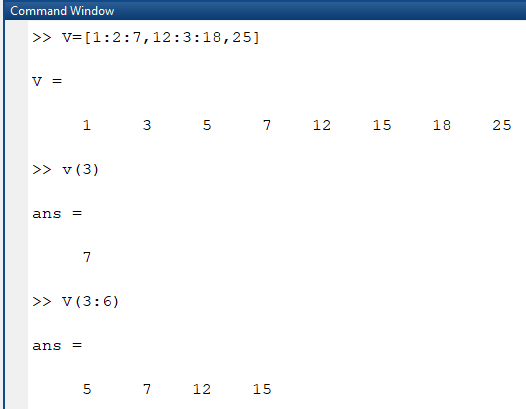 Command Window
>> V=[1:2:7,12:3:18,25]
V =
1 3 5 7 12 15 18 25
>> v(3)
ans =
7
>> V(3:6)
ans =
5 7 12 15